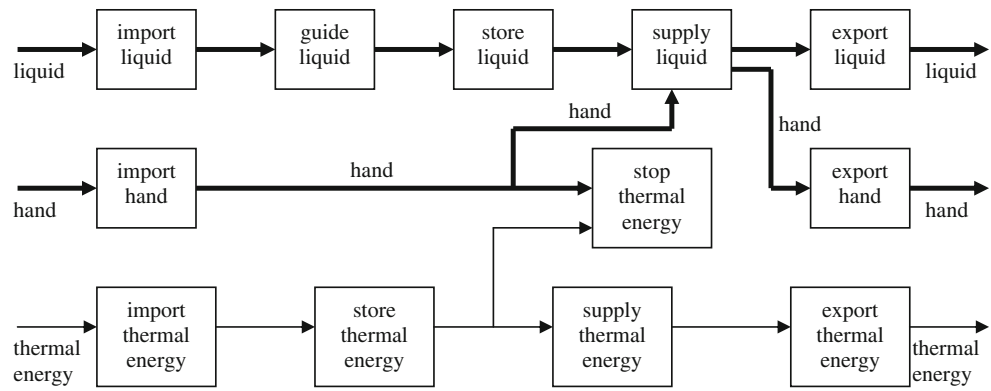 import
liquid
guide
liquid
store
liquid
supply
liquid
export
liquid
liquid
liquid
hand
hand
import
hand
hand
stop
thermal
energy
export
hand
hand
hand
import
thermal
energy
store
thermal
energy
supply
thermal
energy
export
thermal
energy
thermal
energy
thermal
energy